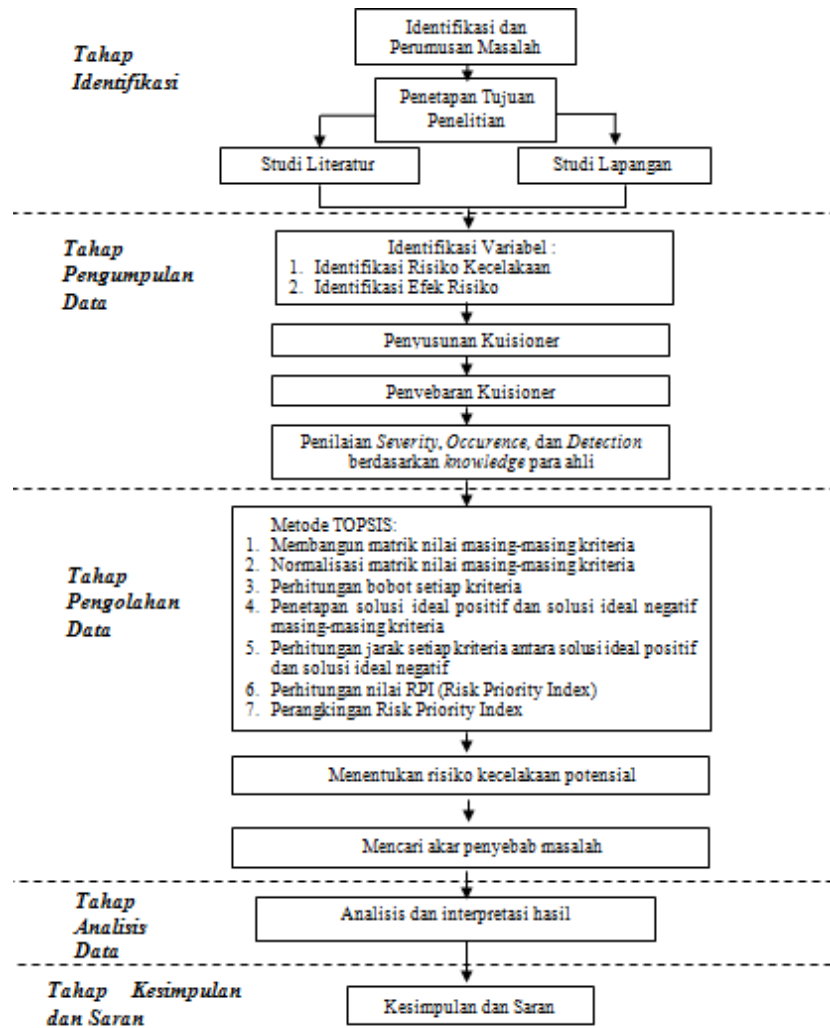 Identifikasi dan
Perumusan Masalah
Tahap
Identifikasi
Penetapan Tujuan
Penelitian
Studi Literatur
Studi Lapangan
Tahap
Pengumpulan
Data
Identifikasi Variabel :
1. Identifikasi Risiko Kecelakaan
2. Identifikasi Efek Risiko
Penyusunan Kuisioner
Penyebaran Kuisioner
Penilaian Severity, Occurence, dan Detection
berdasarkan knowledge para ahli
Tahap
Pengolahan
Data
Metode TOPSIS:
1. Membangun matrik nilai masing-masing kriteria
2. Normalisasi matrik nilai masing-masing kriteria
3. Perhitungan bobot setiap kriteria
4. Penetapan solusi ideal positif dan solusi ideal negatif
masing-masing kriteria
5. Perhitungan jarak setiap kriteria antara solusi ideal positif
dan solusi ideal negatif
6. Perhitungan nilai RPI (Risk Priority Index)
7. Perangkingan Risk Priority Index
Menentukan risiko kecelakaan potensial
Mencari akar penyebab masalah
Tahap
Analisis
Data
Analisis dan interpretasi hasil
Tahap Kesimpulan
dan Saran
Kesimpulan dan Saran